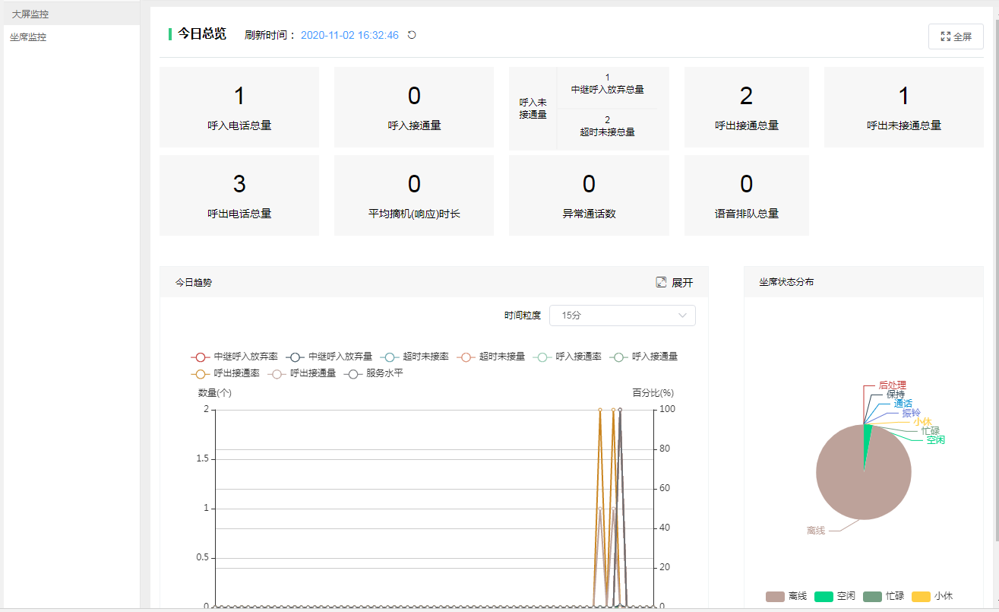 大屏监控
坐席监控
今日总览 刷新时间： 2020-11-02 16:32:46
全屏
1
呼入电话总量
0
呼入接通量
呼入未
接通量
1
中继呼入放弃总量
2
超时未接总量
2
呼出接通总量
1
呼出未接通总量
3
呼出电话总量
0
平均摘机(响应)时长
0
异常通话数
0
语音排队总量
今日趋势
展开
时间粒度 15分
中继呼入放弃率 中继呼入放弃量 超时未接率 超时未接量 呼入接通率 呼入接通量
呼出接通率 呼出接通量 服务水平
数量(个)
百分比(%)
2
1.5
1
0.5
0
100
80
60
40
20
0
坐席状态分布
后处理
保持
通话
振铃
小休
忙碌
空闲
离线
离线 空闲 忙碌 小休